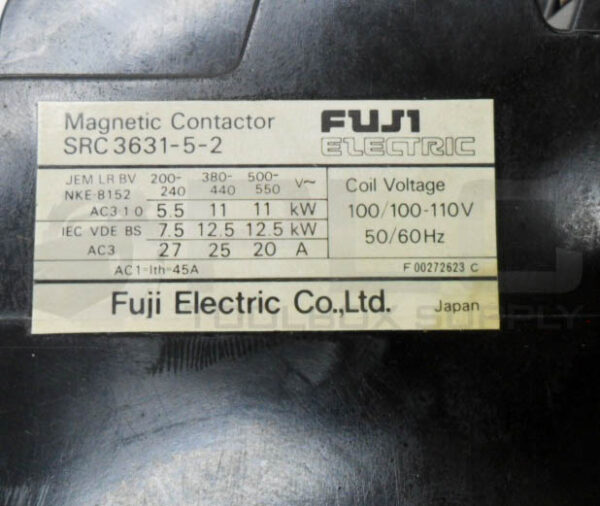 Magnetic Contactor
SRC 3631-5-2
FUJI
ELECTRIC
JEM LR BV 200-240 380-440 500-550 V~
NKE-8152
AC3 1 0 5.5 11 11 kW
IEC VDE BS 7.5 12.5 12.5 kW
AC3 27 25 20 A
AC1-Ith-45A
Coil Voltage
100/100-110V
50/60Hz
F 00272623 C
Fuji Electric Co.,Ltd. Japan
TOOLBOX SUPPLY